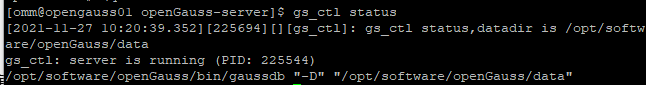 [omm@opengauss01 openGauss-server]$ gs_ctl status
[2021-11-27 10:20:39.352][225694][][gs_ctl]: gs_ctl status,datadir is /opt/softw
are/openGauss/data
gs_ctl: server is running (PID: 225544)
/opt/software/openGauss/bin/gaussdb "-D" "/opt/software/openGauss/data"